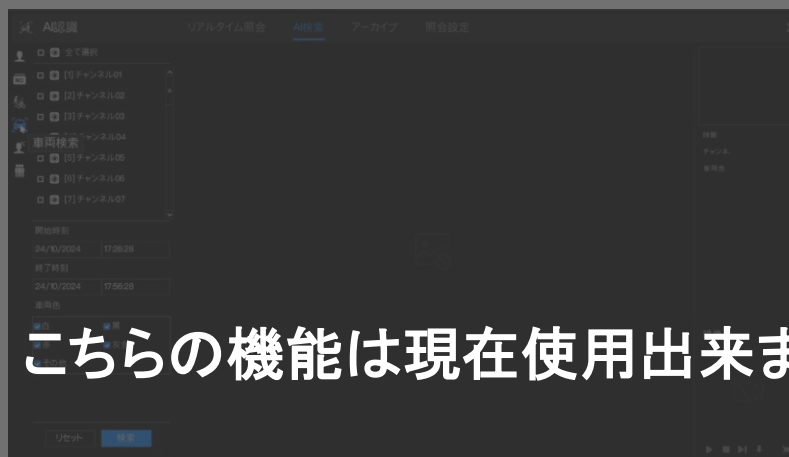 AI認識
リアルタイム照合 AI検索 アーカイブ 照合設定
全て選択
[1]チャンネル01
[2]チャンネル02
[3]チャンネル03
04
車両検索
[5]チャンネル05
[6]チャンネル06
[7]チャンネル07
開始時刻
24/10/2024 17:26:28
終了時刻
24/10/2024 17:56:28
車両色
白 黒
その他
こちらの機能は現在使用出来ま
リセット 検索